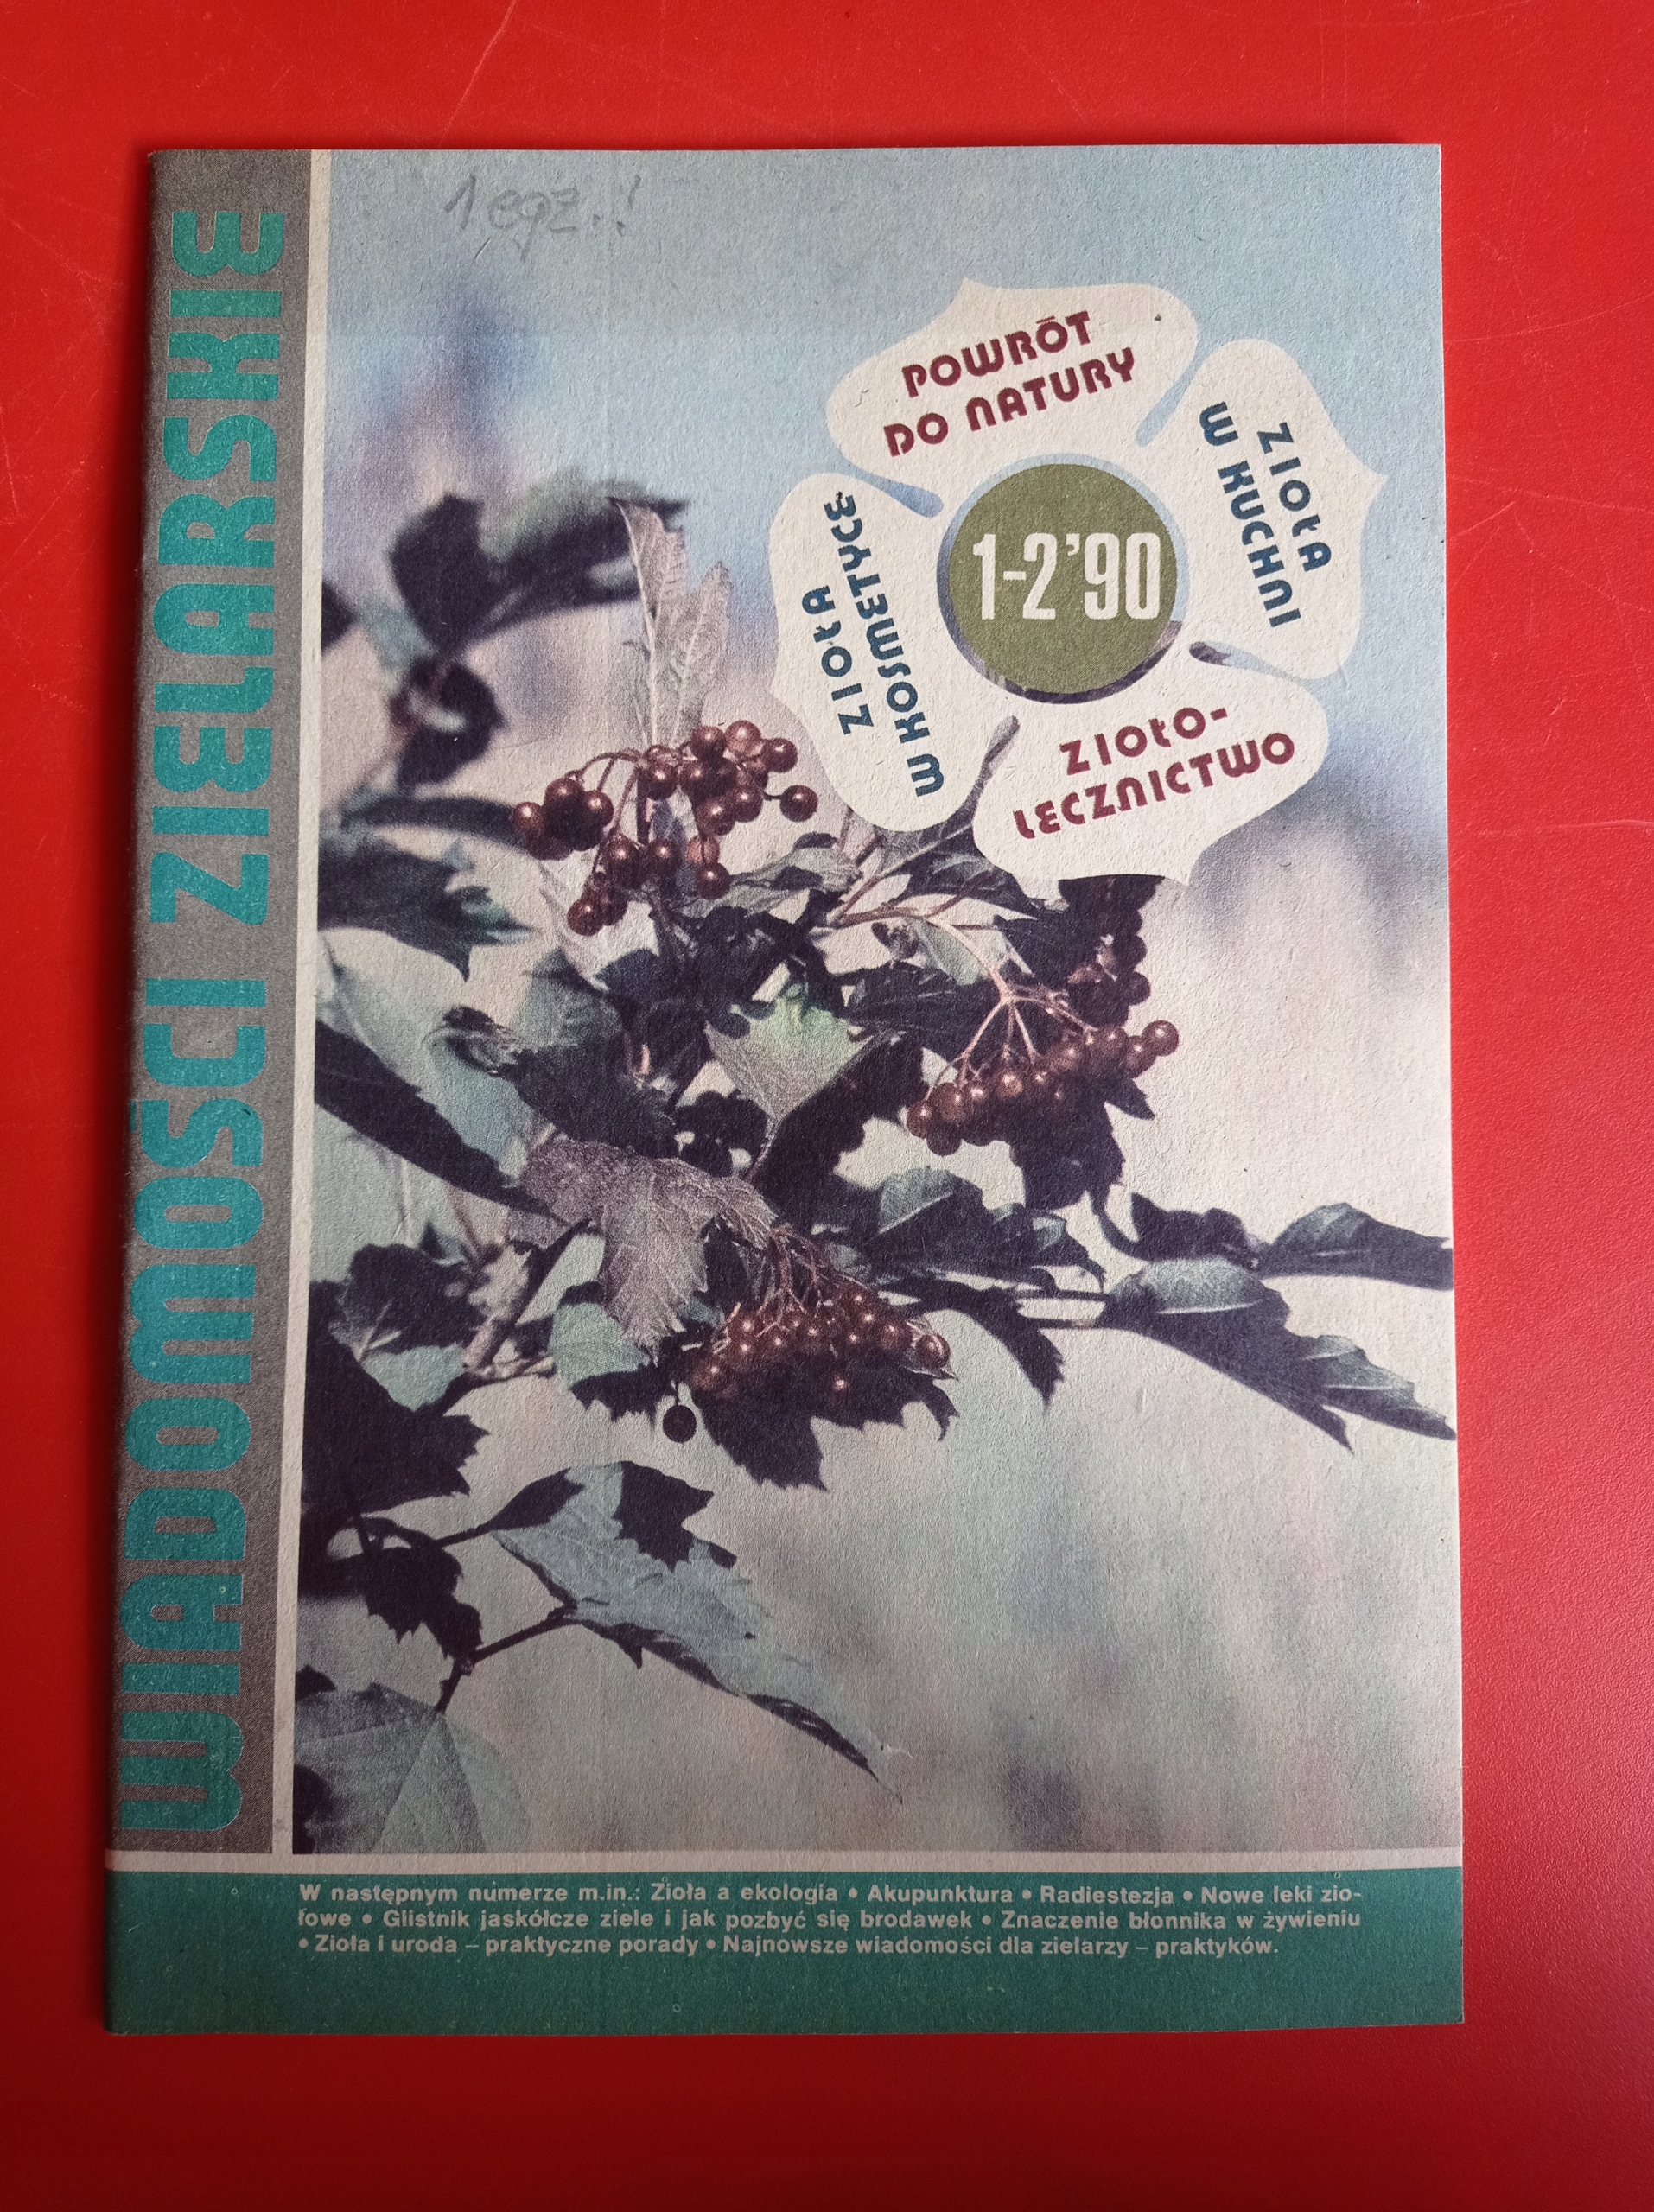 1 egz.!
WIADOMOŚCI ZIELARSKIE
POWRÓT
DO NATURY
ZIOŁA
W KUCHNI
ZIOŁA
W KOSMETYCE
1-2'90
ZIOŁO-
LECZNICTWO
W następnym numerze m.in.: Zioła a ekologia • Akupunktura • Radiestezja • Nowe leki zio-
łowe • Glistnik jaskółcze ziele i jak pozbyć się brodawek • Znaczenie błonnika w żywieniu
• Zioła i uroda – praktyczne porady • Najnowsze wiadomości dla zielarzy – praktyków.